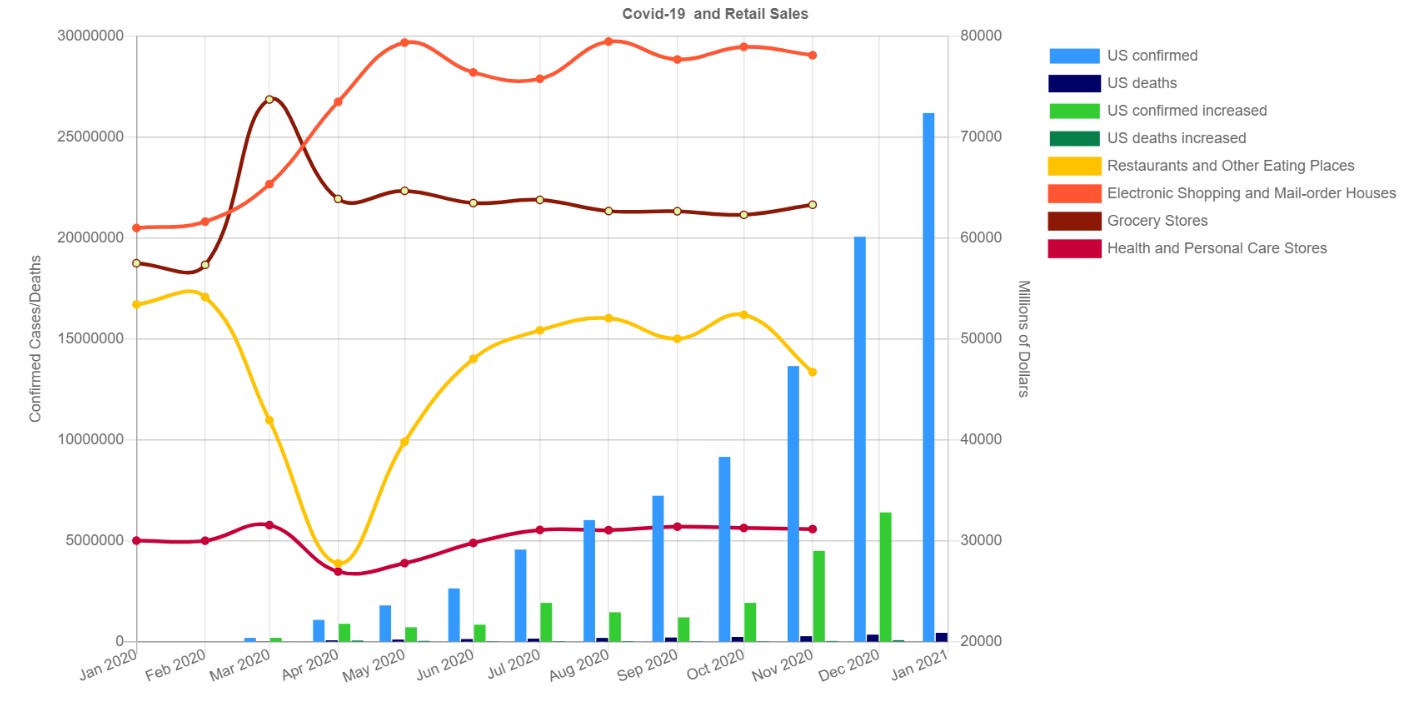 Covid-19 and Retail Sales
30000000
25000000
20000000
15000000
10000000
5000000
0
Confirmed Cases/Deaths
80000
70000
60000
50000
40000
30000
20000
Millions of Dollars
Jan 2020
Feb 2020
Mar 2020
Apr 2020
May 2020
Jun 2020
Jul 2020
Aug 2020
Sep 2020
Oct 2020
Nov 2020
Dec 2020
Jan 2021
US confirmed
US deaths
US confirmed increased
US deaths increased
Restaurants and Other Eating Places
Electronic Shopping and Mail-order Houses
Grocery Stores
Health and Personal Care Stores